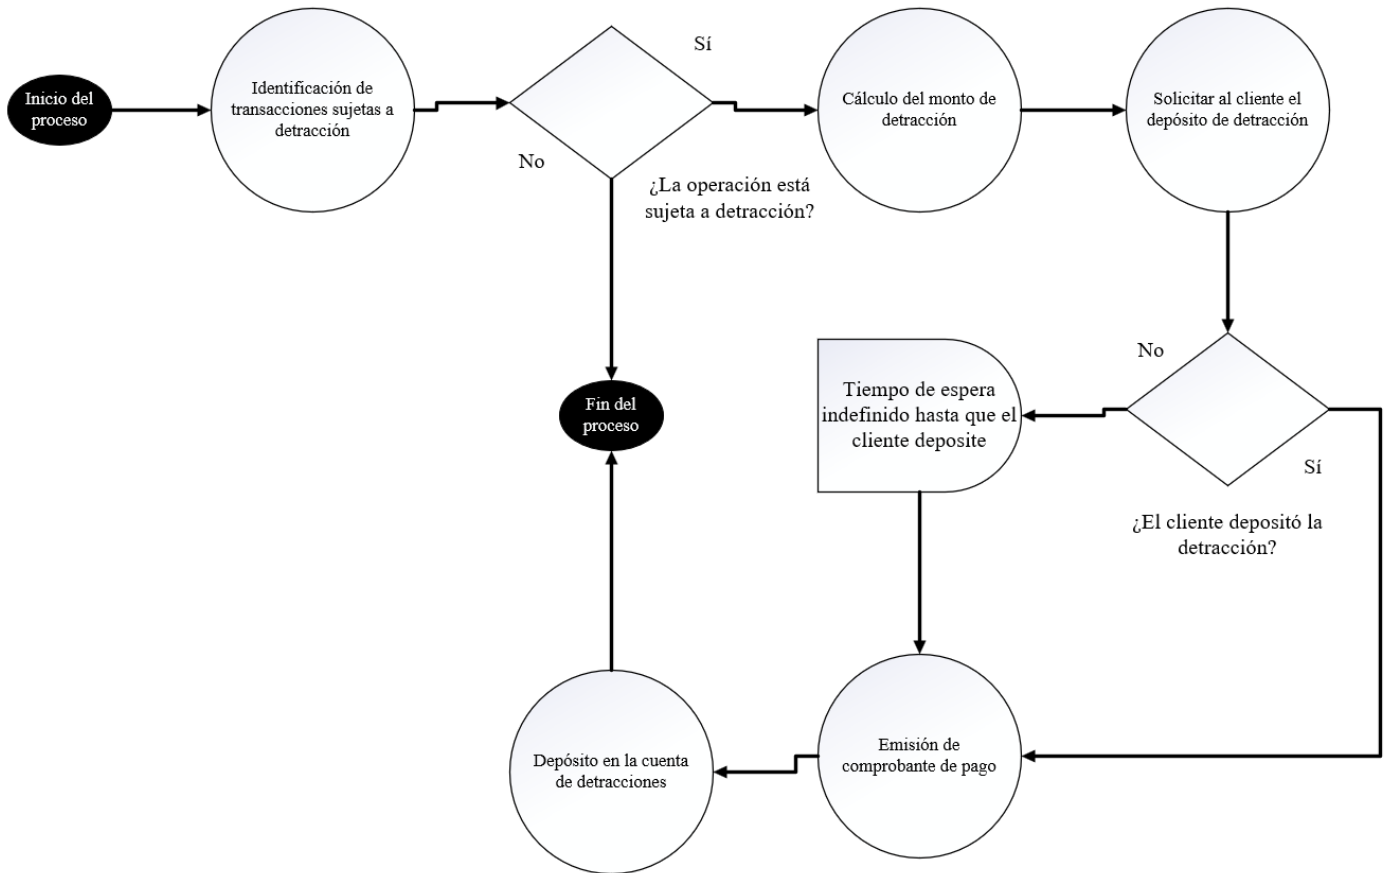 Inicio del
proceso
Identificación de
transacciones sujetas a
detracción
Sí
No
¿La operación está
sujeta a detracción?
Cálculo del monto de
detracción
Solicitar al cliente el
depósito de detracción
No
Sí
¿El cliente depositó la
detracción?
Tiempo de espera
indefinido hasta que el
cliente deposite
Fin del
proceso
Emisión de
comprobante de pago
Depósito en la cuenta
de detracciones